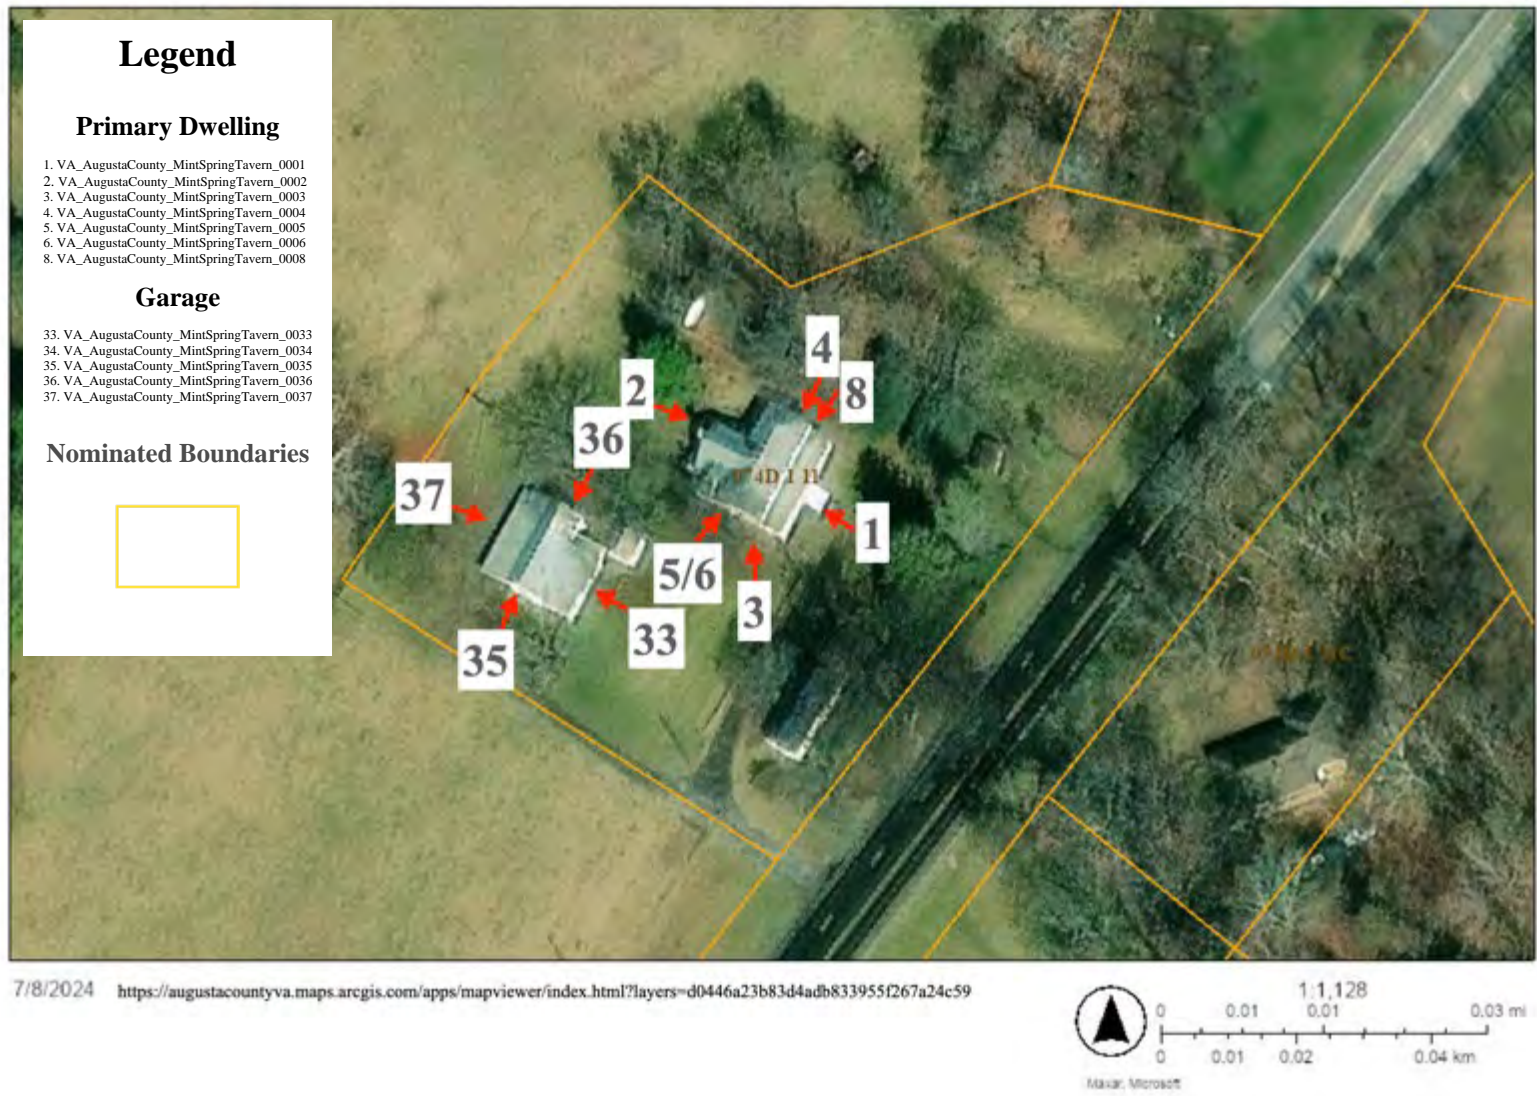 Legend
Primary Dwelling
1. VA_AugustaCounty_MintSpringTavern_0001
2. VA_AugustaCounty_MintSpringTavern_0002
3. VA_AugustaCounty_MintSpringTavern_0003
4. VA_AugustaCounty_MintSpringTavern_0004
5. VA_AugustaCounty_MintSpringTavern_0005
6. VA_AugustaCounty_MintSpringTavern_0006
8. VA_AugustaCounty_MintSpringTavern_0008
Garage
33. VA_AugustaCounty_MintSpringTavern_0033
34. VA_AugustaCounty_MintSpringTavern_0034
35. VA_AugustaCounty_MintSpringTavern_0035
36. VA_AugustaCounty_MintSpringTavern_0036
37. VA_AugustaCounty_MintSpringTavern_0037
Nominated Boundaries
4
8
2
36
37
4D 1 11
1
5/6
3
33
35
7/8/2024
https://augustacountyva.maps.arcgis.com/apps/mapviewer/index.html?layers=d0446a23b83d4adb833955f267a24c59
1:1,128
0 0.01 0.01 0.03 mi
0 0.01 0.02 0.04 km
Maxar, Microsoft